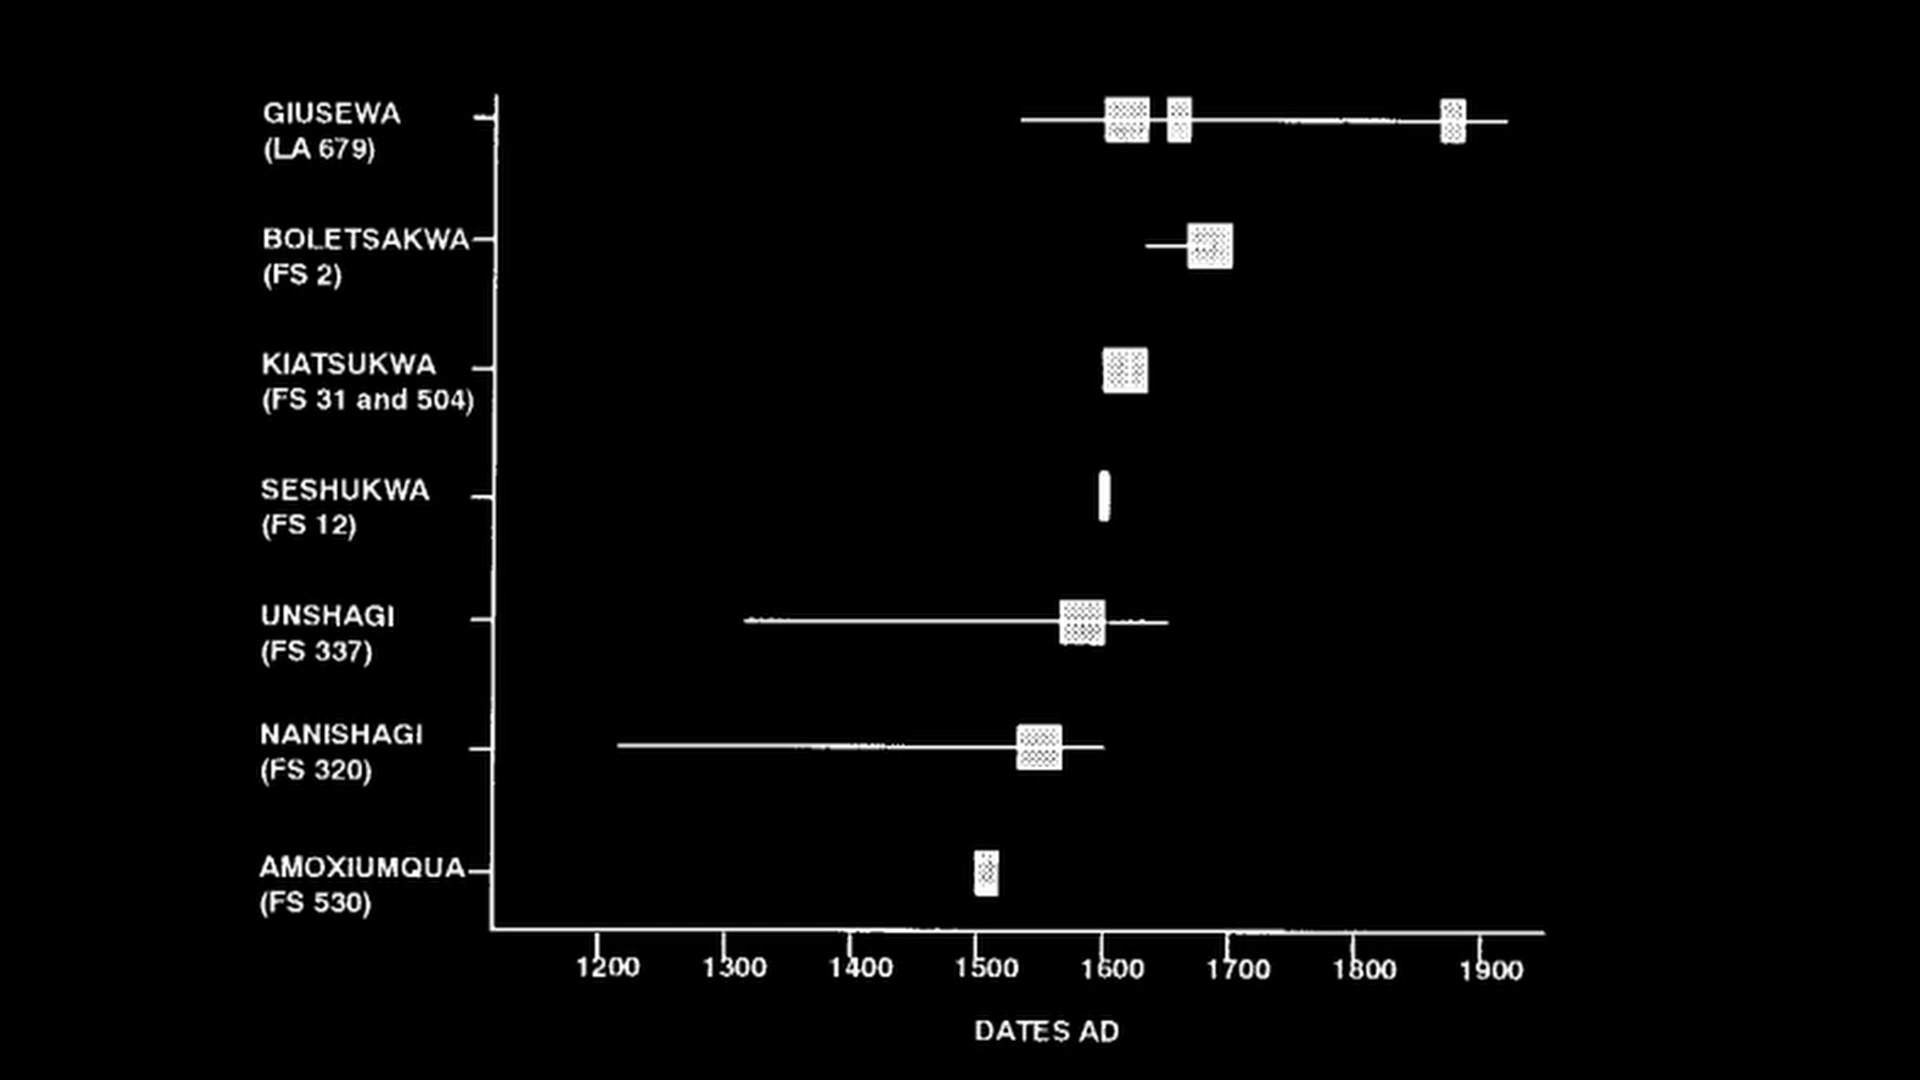 GIUSEWA
(LA 679)
BOLETSAKWA
(FS 2)
KIATSUKWA
(FS 31 and 504)
SESHUKWA
(FS 12)
UNSHAGI
(FS 337)
NANISHAGI
(FS 320)
AMOXIUMQUA
(FS 530)
1200 1300 1400 1500 1600 1700 1800 1900
DATES AD